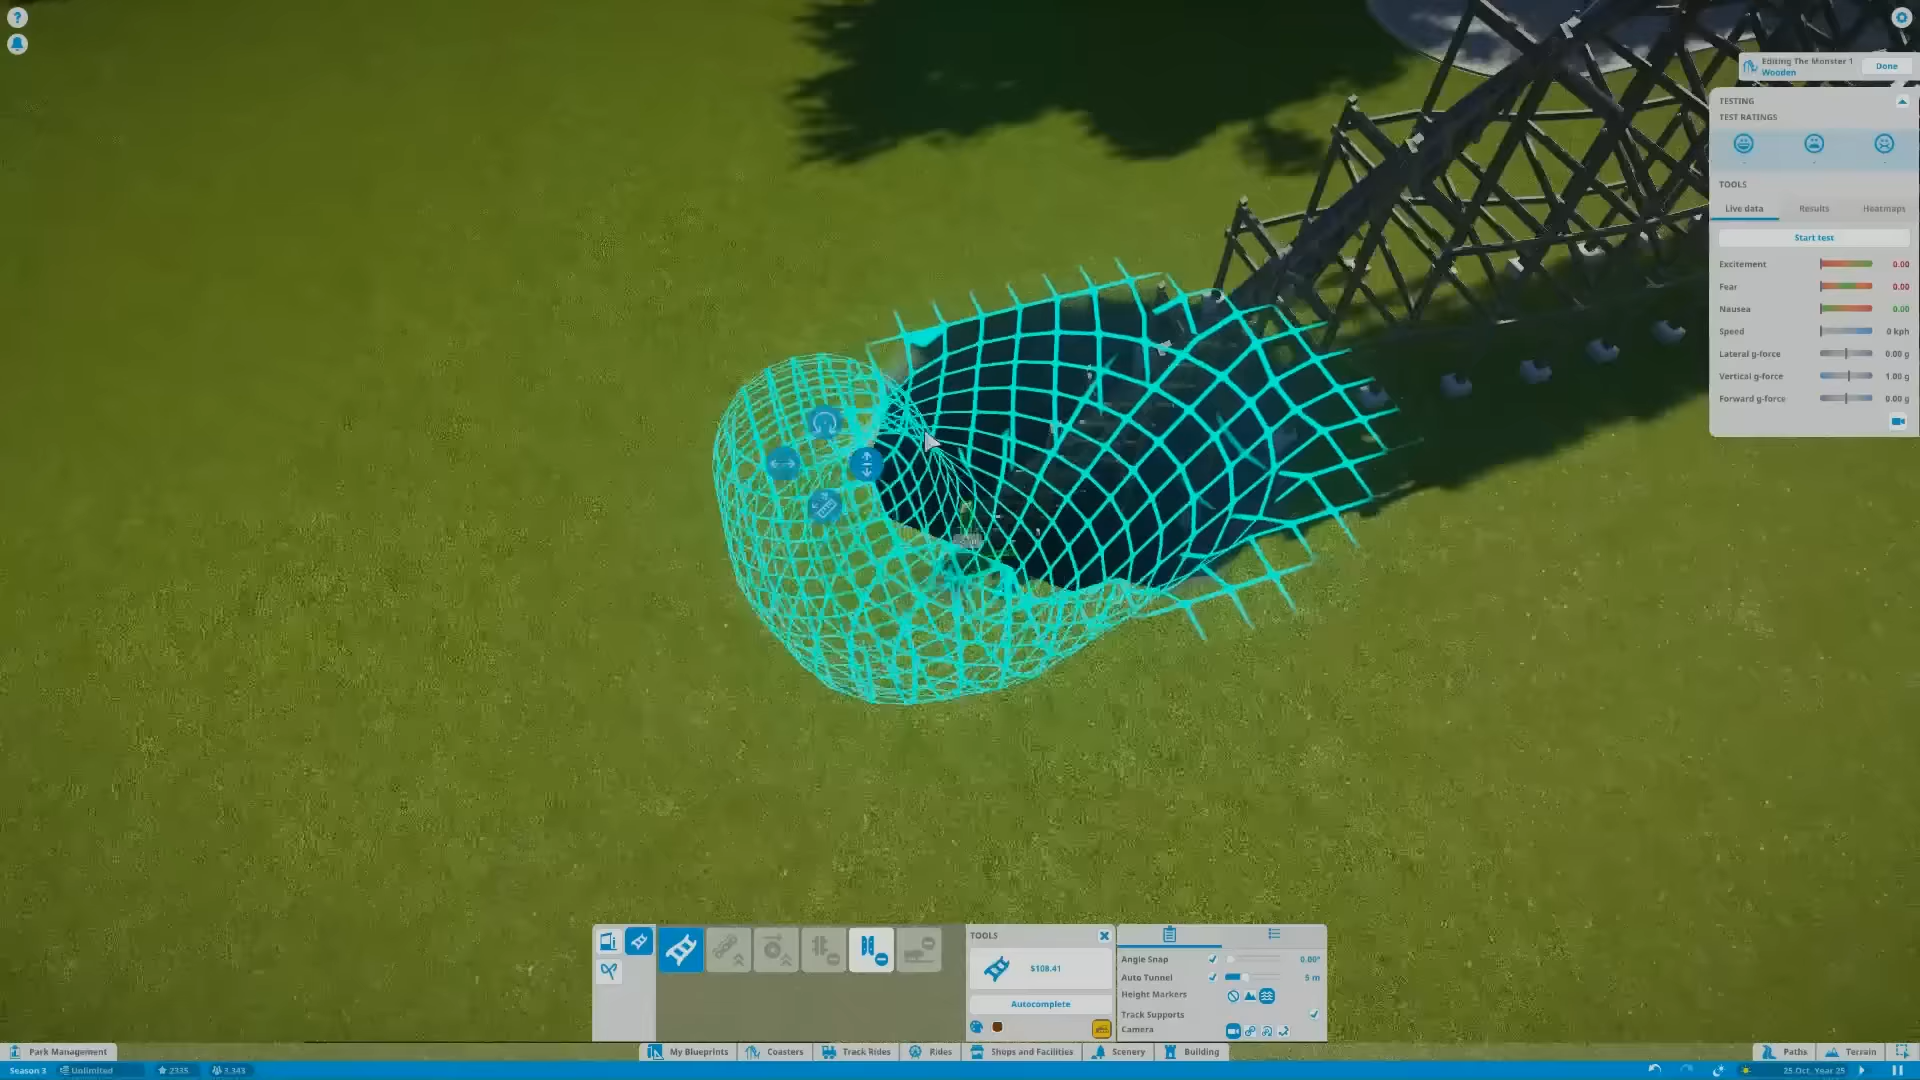 ?
Editing The Monster 1
Wooden
Done
TESTING
TEST RATINGS
-
-
-
TOOLS
Live data
Results
Heatmaps
Start test
Excitement
0.00
Fear
0.00
Nausea
0.00
Speed
0 kph
Lateral g-force
0.00 g
Vertical g-force
1.00 g
Forward g-force
0.00 g
TOOLS
$108.41
Autocomplete
Angle Snap
0.00°
Auto Tunnel
5 m
Height Markers
Track Supports
Camera
Park Management
My Blueprints
Coasters
Track Rides
Rides
Shops and Facilities
Scenery
Building
Paths
Terrain
Season 3
Unlimited
2335
3,343
25 Oct, Year 25